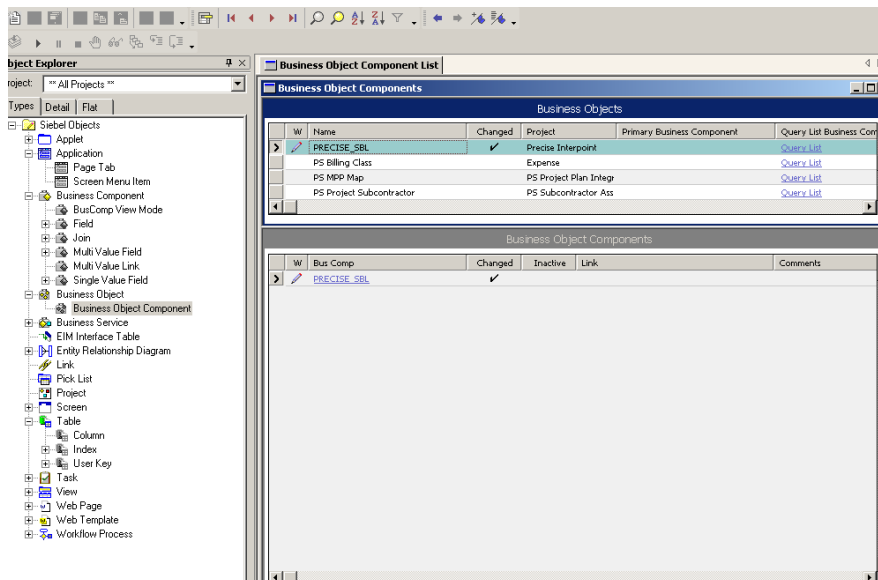 bject Explorer
roject: ** All Projects **
Types Detail Flat
Siebel Objects
Applet
Application
Page Tab
Screen Menu Item
Business Component
BusComp View Mode
Field
Join
Multi Value Field
Multi Value Link
Single Value Field
Business Object
Business Object Component
Business Service
EIM Interface Table
Entity Relationship Diagram
Link
Pick List
Project
Screen
Table
Column
Index
User Key
Task
View
Web Page
Web Template
Workflow Process
Business Object Component List
Business Object Components
Business Objects
W Name Changed Project Primary Business Component Query List Business Com
PRECISE_SBL Precise Interpoint Query List
PS Billing Class Expense Query List
PS MPP Map PS Project Plan Integr Query List
PS Project Subcontractor PS Subcontractor Ass Query List
Business Object Components
W Bus Comp Changed Inactive Link Comments
PRECISE_SBL